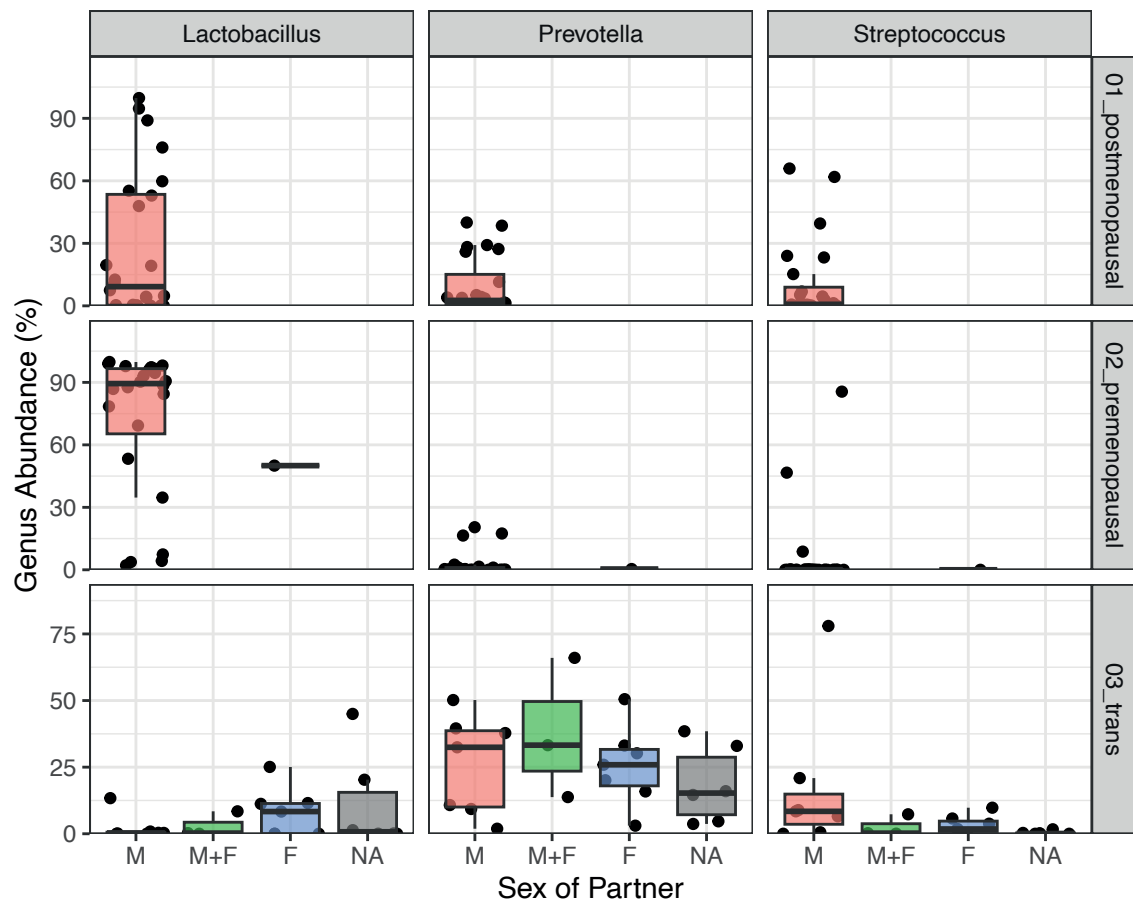 Lactobacillus Prevotella Streptococcus
90
60
30
0
01_postmenopausal
90
60
30
0
02_premenopausal
75
50
25
0
03_trans
Genus Abundance (%)
M M+F F NA M M+F F NA M M+F F NA
Sex of Partner